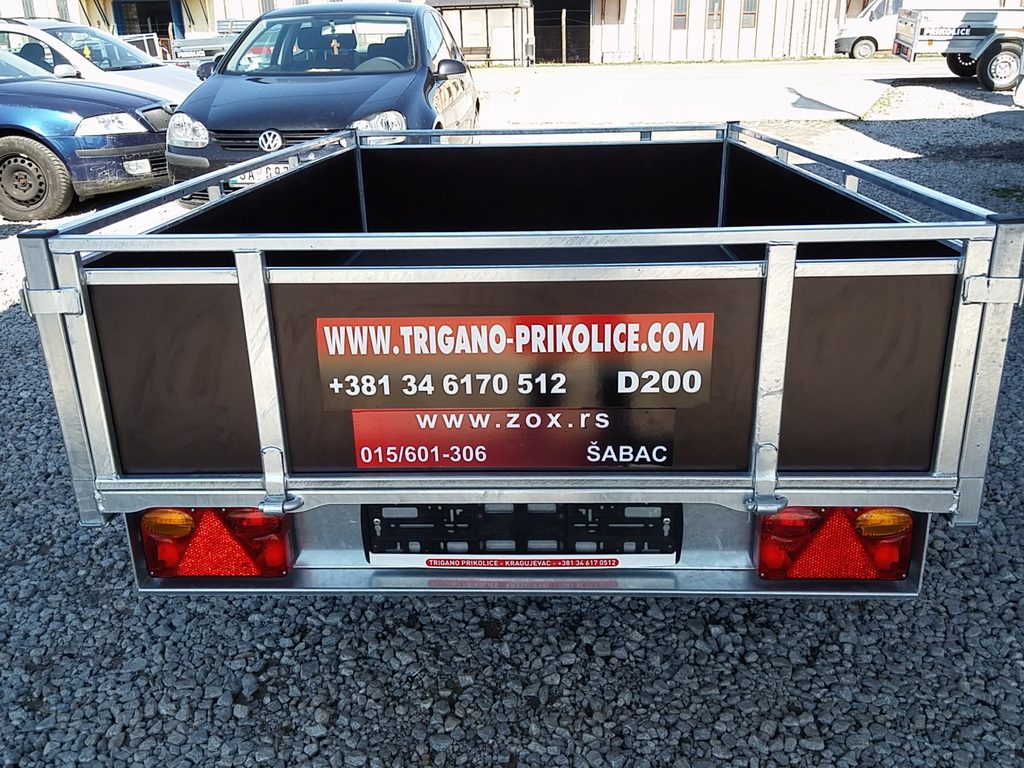 PRIKOLICE
WWW.TRIGANO-PRIKOLICE.COM
+381 34 6170 512 D200
www.zox.rs
015/601-306 ŠABAC
TRIGANO PRIKOLICE • KRAGUJEVAC • +381 34 617 0512